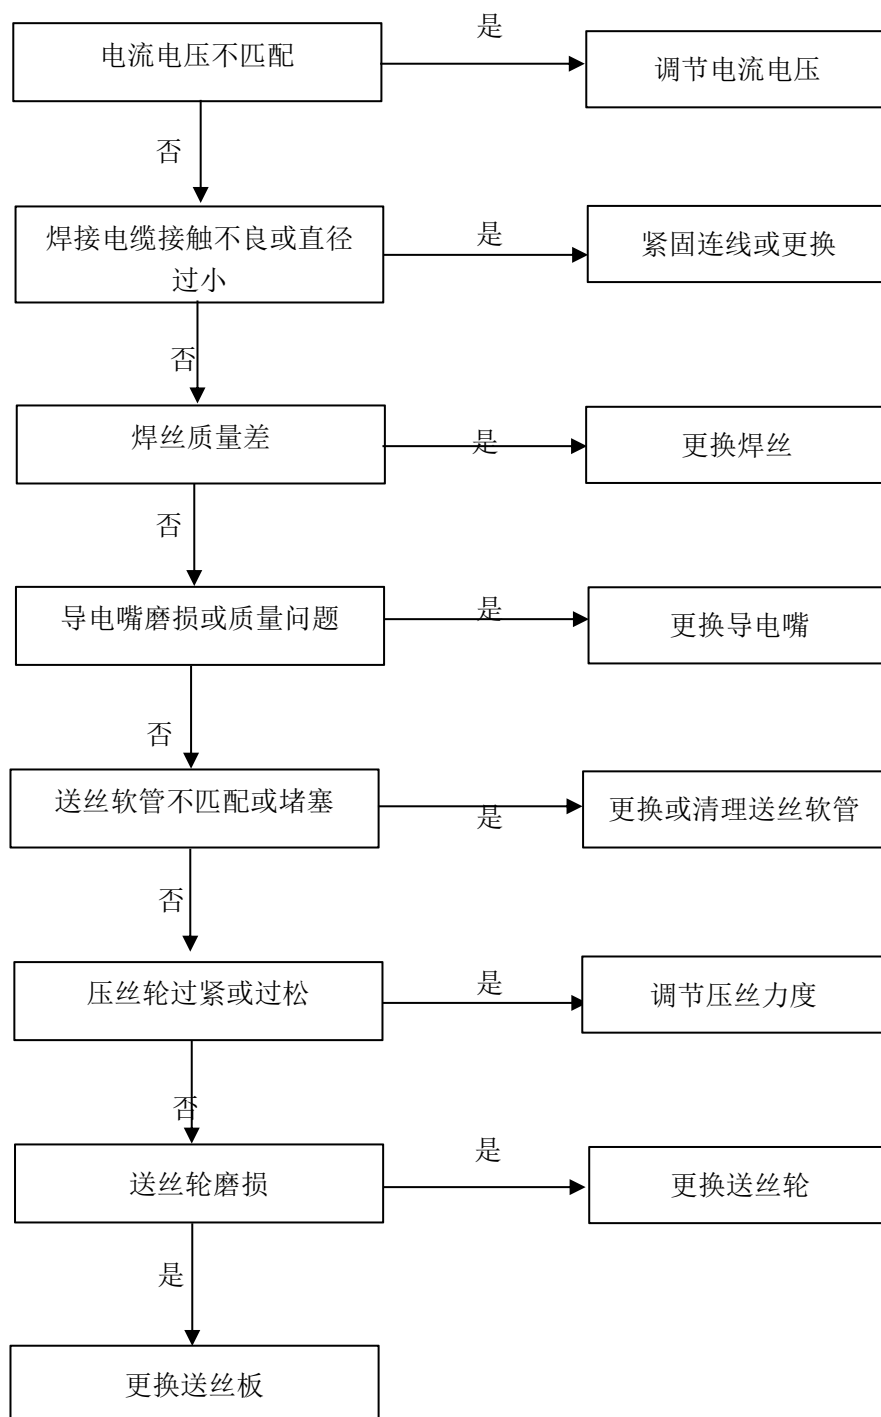 电流电压不匹配
是
调节电流电压
否
焊接电缆接触不良或直径
过小
是
紧固连线或更换
否
焊丝质量差
是
更换焊丝
否
导电嘴磨损或质量问题
是
更换导电嘴
否
送丝软管不匹配或堵塞
是
更换或清理送丝软管
否
压丝轮过紧或过松
是
调节压丝力度
否
送丝轮磨损
是
更换送丝轮
是
更换送丝板